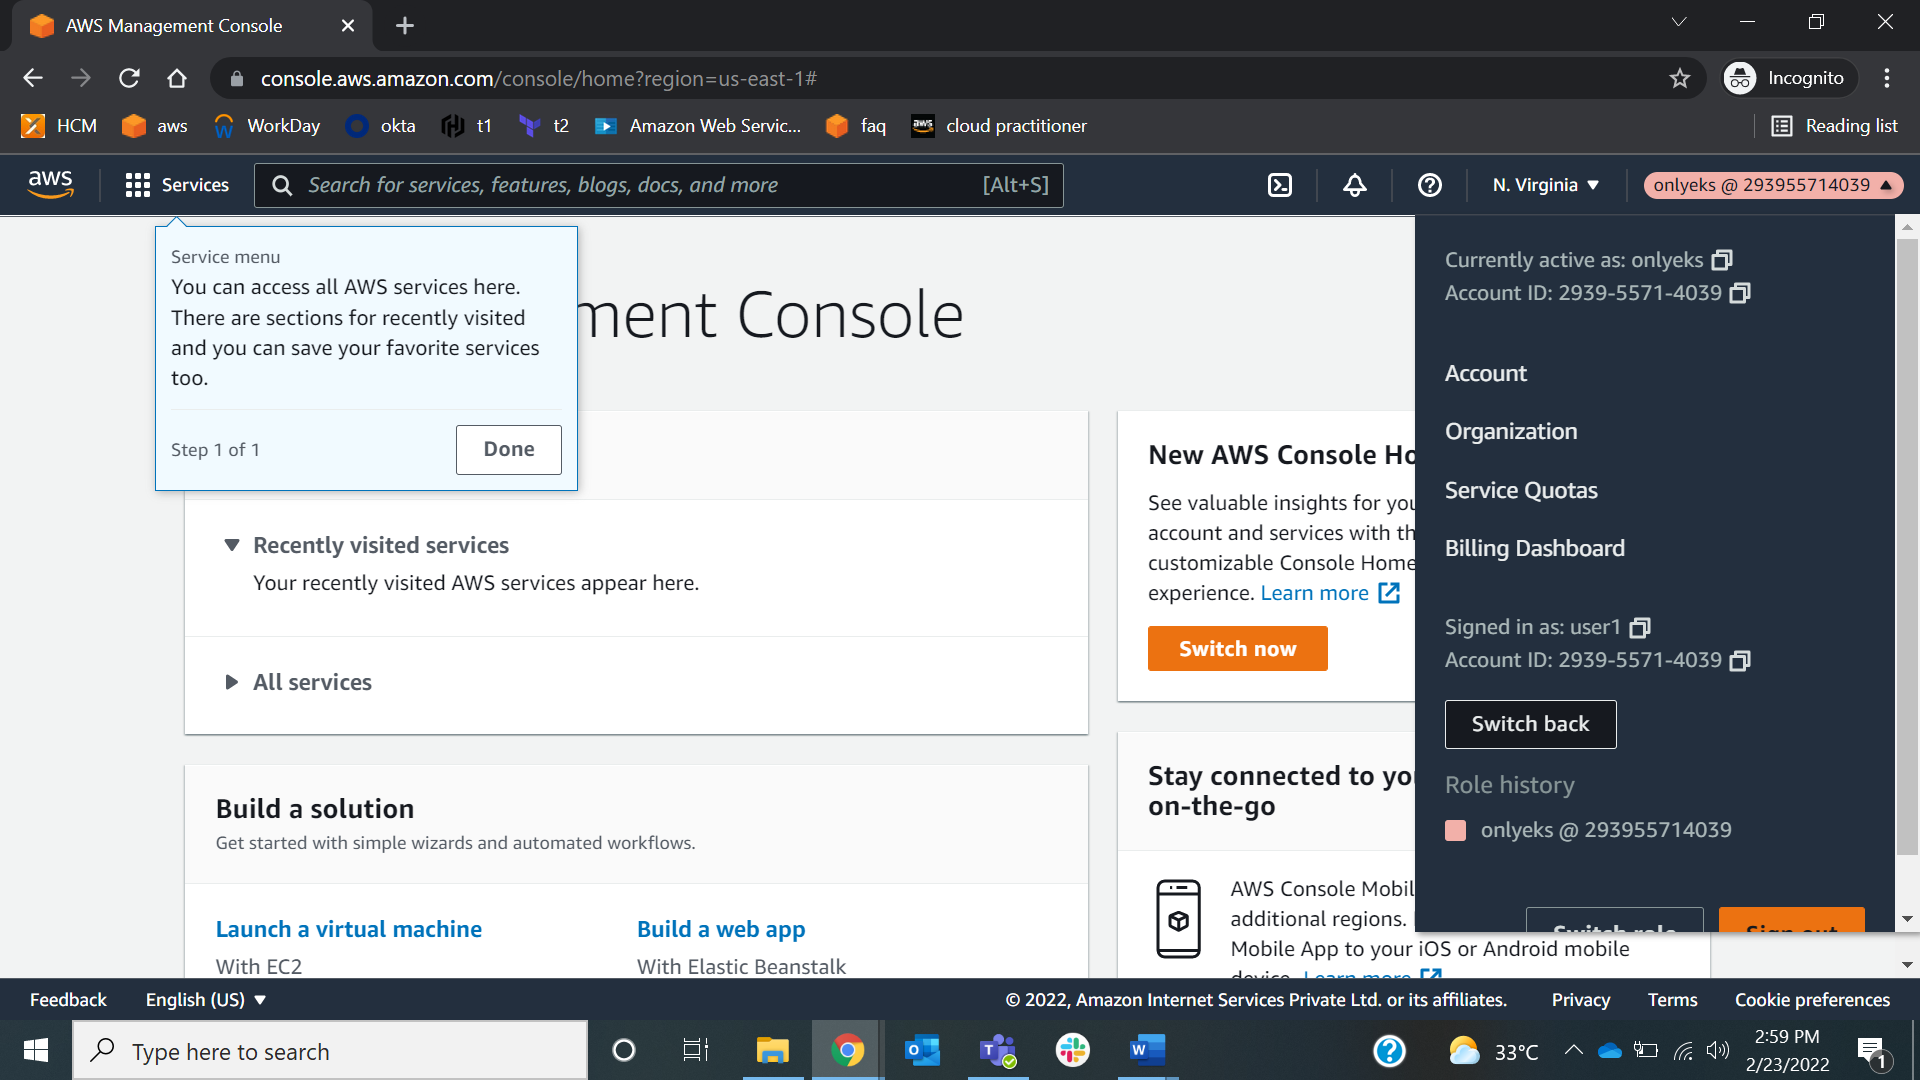 AWS Management Console
console.aws.amazon.com/console/home?region=us-east-1#
Incognito
HCM
aws
WorkDay
okta
t1
t2
Amazon Web Servic...
faq
aws
cloud practitioner
Reading list
aws
Services
Search for services, features, blogs, docs, and more
[Alt+S]
N. Virginia
onlyeks @ 293955714039
Service menu
You can access all AWS services here.
There are sections for recently visited
and you can save your favorite services
too.
Step 1 of 1
Done
ment Console
Recently visited services
Your recently visited AWS services appear here.
All services
Build a solution
Get started with simple wizards and automated workflows.
Launch a virtual machine
With EC2
Build a web app
With Elastic Beanstalk
New AWS Console Ho
See valuable insights for you
account and services with th
customizable Console Home
experience. Learn more
Switch now
Stay connected to yo
on-the-go
AWS Console Mobil
additional regions.
Mobile App to your iOS or Android mobile
device. Learn more
Currently active as: onlyeks
Account ID: 2939-5571-4039
Account
Organization
Service Quotas
Billing Dashboard
Signed in as: user1
Account ID: 2939-5571-4039
Switch back
Role history
onlyeks @ 293955714039
Switch role
Sign out
Feedback
English (US)
© 2022, Amazon Internet Services Private Ltd. or its affiliates.
Privacy
Terms
Cookie preferences
Type here to search
33°C
2:59 PM
2/23/2022
1